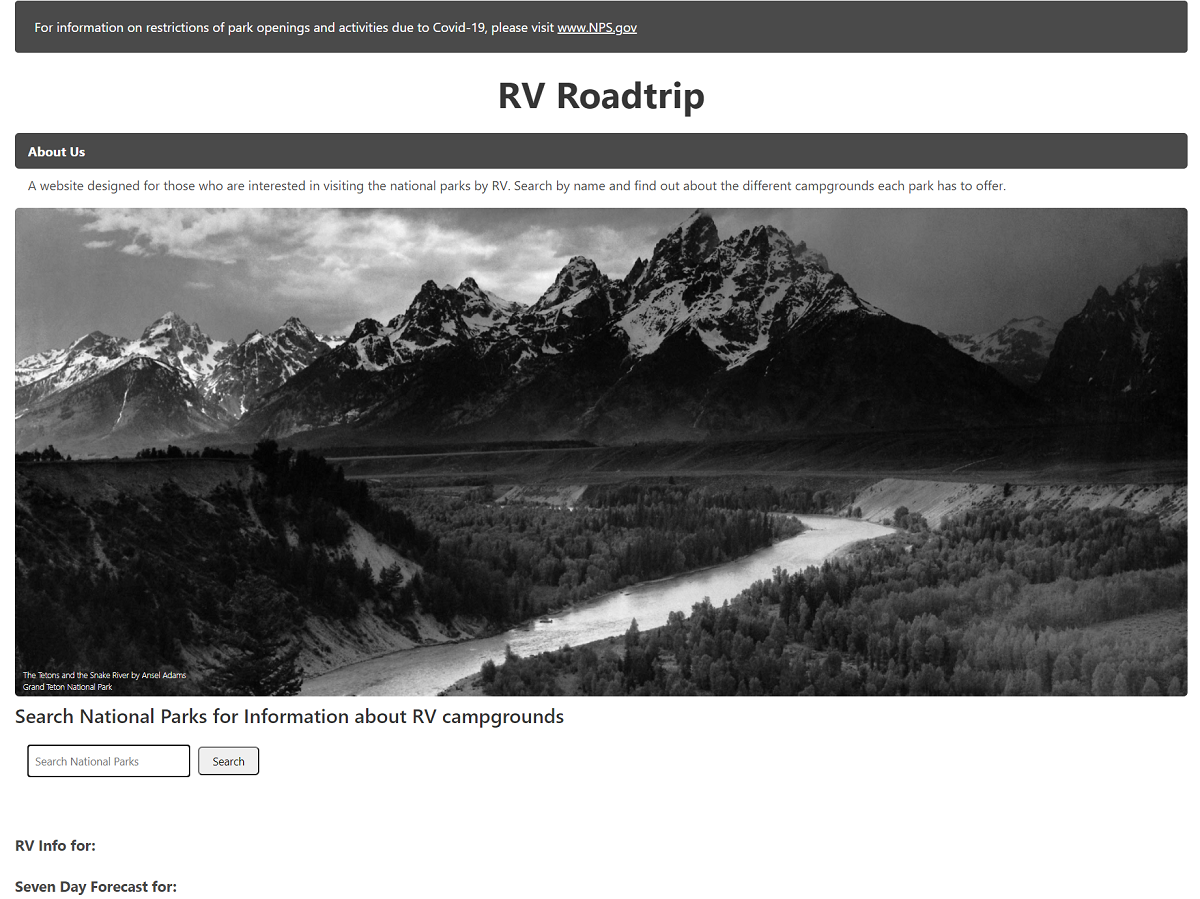 For information on restrictions of park openings and activities due to Covid-19, please visit www.NPS.gov
RV Roadtrip
About Us
A website designed for those who are interested in visiting the national parks by RV. Search by name and find out about the different campgrounds each park has to offer.
The Tetons and the Snake River by Ansel Adams
Grand Teton National Park
Search National Parks for Information about RV campgrounds
Search National Parks Search
RV Info for:
Seven Day Forecast for: